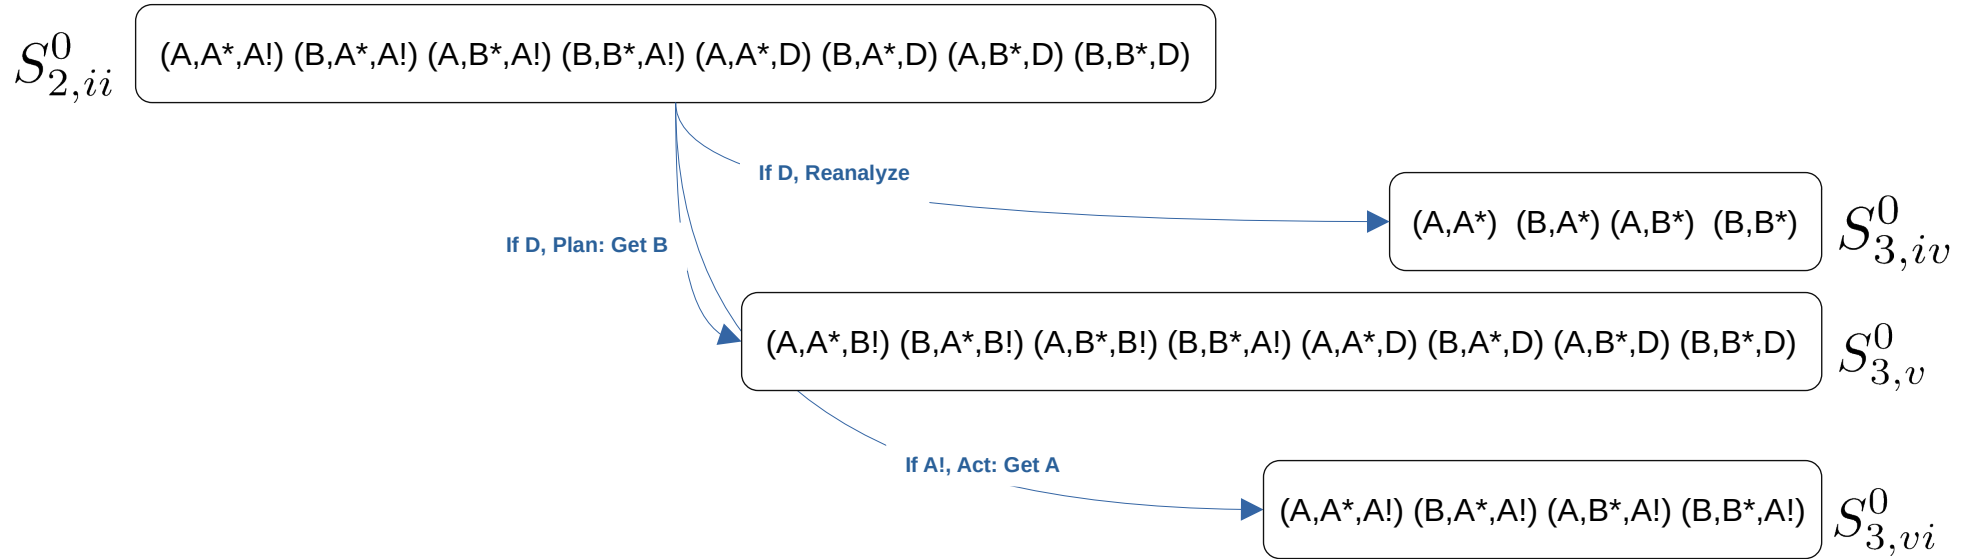 S^0_{2,ii} (A,A*,A!) (B,A*,A!) (A,B*,A!) (B,B*,A!) (A,A*,D) (B,A*,D) (A,B*,D) (B,B*,D)
If D, Reanalyze
(A,A*) (B,A*) (A,B*) (B,B*) S^0_{3,iv}
If D, Plan: Get B
(A,A*,B!) (B,A*,B!) (A,B*,B!) (B,B*,A!) (A,A*,D) (B,A*,D) (A,B*,D) (B,B*,D) S^0_{3,v}
If A!, Act: Get A
(A,A*,A!) (B,A*,A!) (A,B*,A!) (B,B*,A!) S^0_{3,vi}